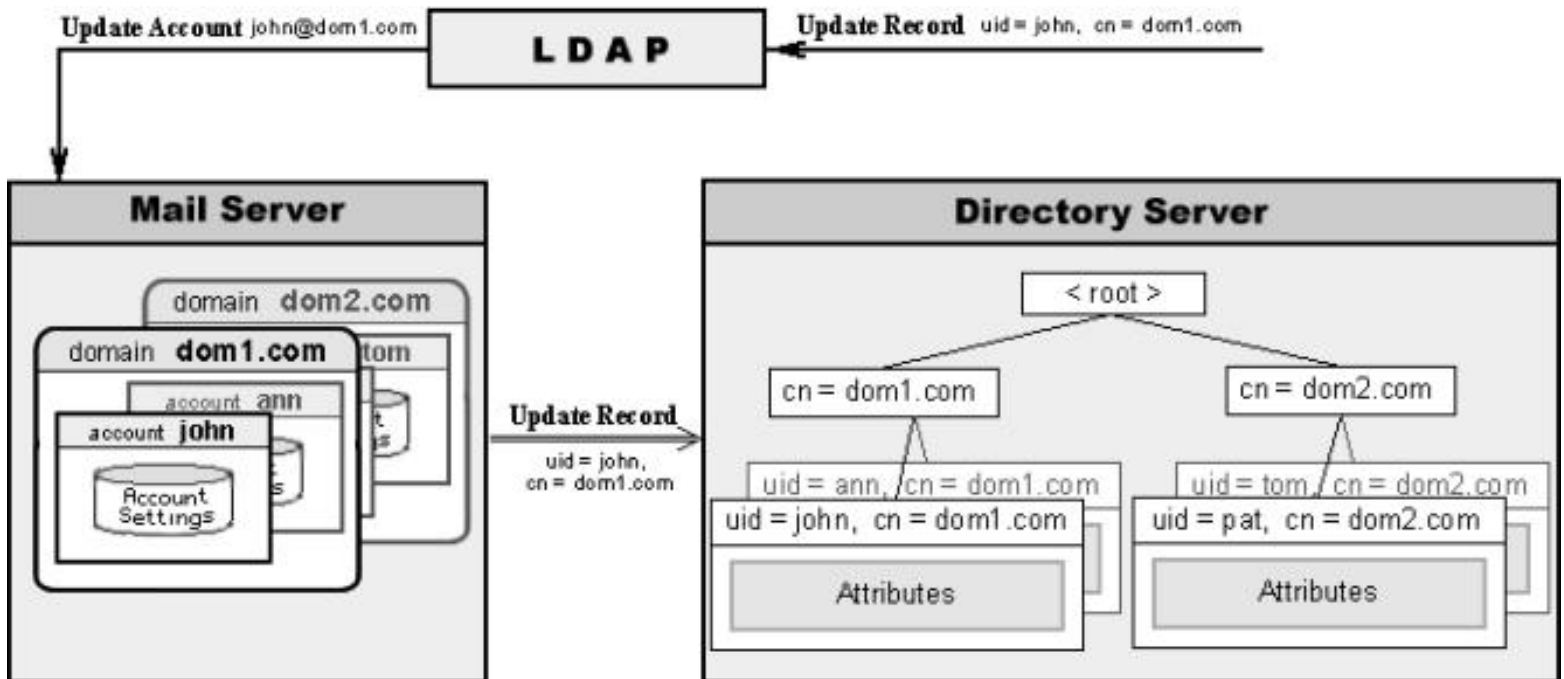 Update Account john@dom1.com
LDAP
Update Record uid = john, cn = dom1.com
Mail Server
domain dom2.com
tom
domain dom1.com
account ann
account john
Account
Settings
Update Record
uid = john,
cn = dom1.com
Directory Server
< root >
cn = dom1.com
cn = dom2.com
uid = ann, cn = dom1.com
uid = john, cn = dom1.com
Attributes
uid = tom, cn = dom2.com
uid = pat, cn = dom2.com
Attributes